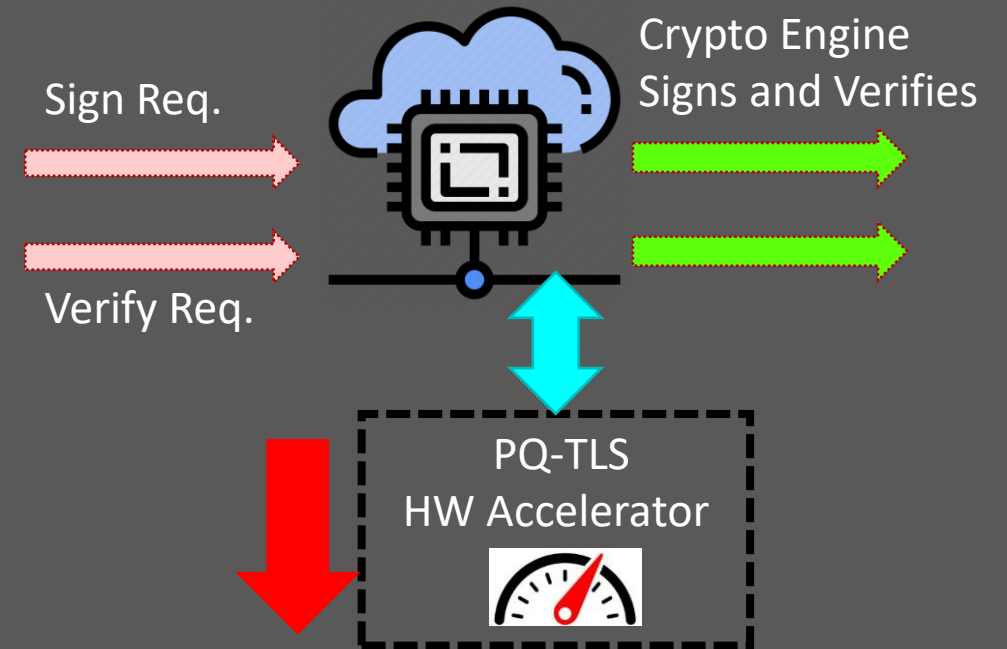 Sign Req.
Crypto Engine
Signs and Verifies
Verify Req.
PQ-TLS
HW Accelerator